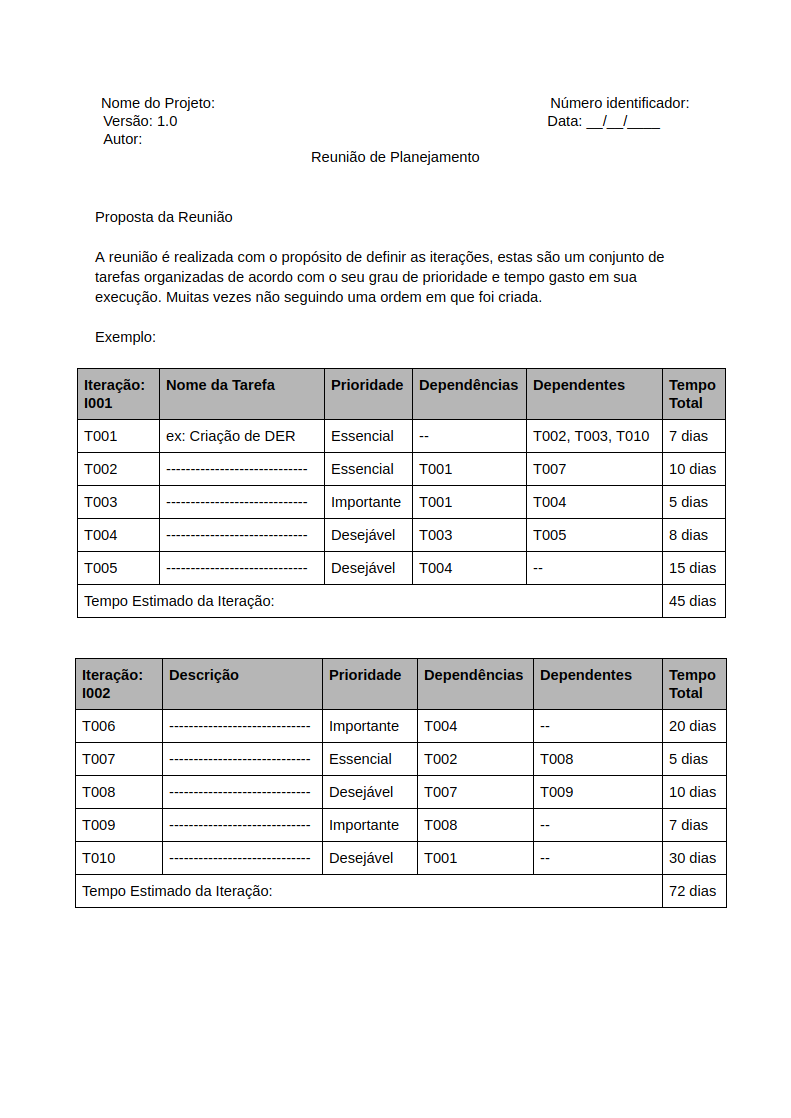 Nome do Projeto: Número identificador:
Versão: 1.0 Data: __/__/____
Autor:
Reunião de Planejamento
Proposta da Reunião
A reunião é realizada com o propósito de definir as iterações, estas são um conjunto de
tarefas organizadas de acordo com o seu grau de prioridade e tempo gasto em sua
execução. Muitas vezes não seguindo uma ordem em que foi criada.
Exemplo:
Iteração: I001 Nome da Tarefa Prioridade Dependências Dependentes Tempo Total
T001 ex: Criação de DER Essencial -- T002, T003, T010 7 dias
T002 ----------------------------- Essencial T001 T007 10 dias
T003 ----------------------------- Importante T001 T004 5 dias
T004 ----------------------------- Desejável T003 T005 8 dias
T005 ----------------------------- Desejável T004 -- 15 dias
Tempo Estimado da Iteração: 45 dias
Iteração: I002 Descrição Prioridade Dependências Dependentes Tempo Total
T006 ----------------------------- Importante T004 -- 20 dias
T007 ----------------------------- Essencial T002 T008 5 dias
T008 ----------------------------- Desejável T007 T009 10 dias
T009 ----------------------------- Importante T008 -- 7 dias
T010 ----------------------------- Desejável T001 -- 30 dias
Tempo Estimado da Iteração: 72 dias